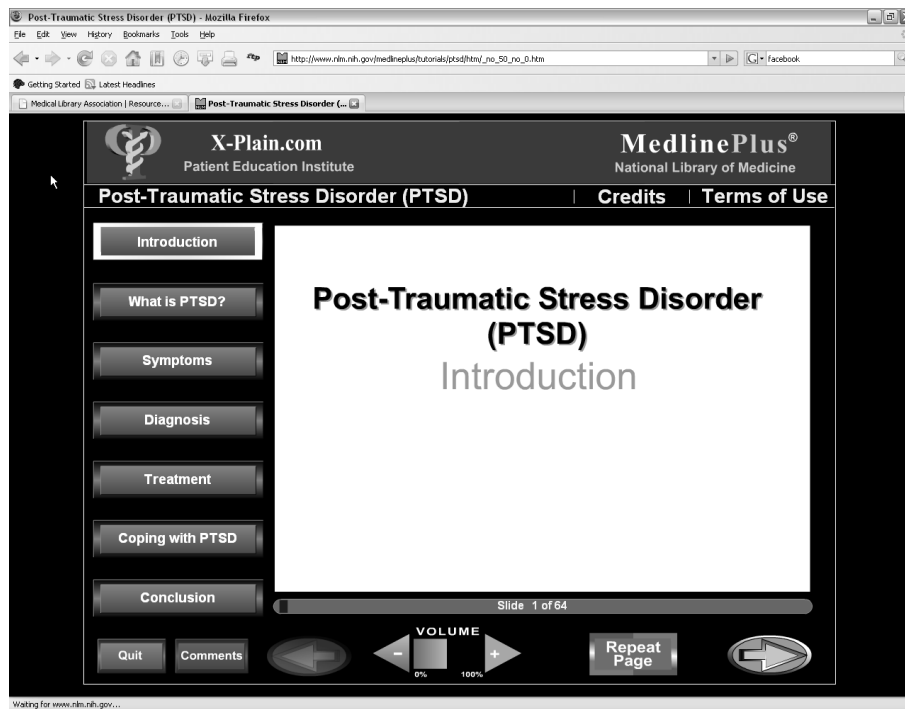 Post-Traumatic Stress Disorder (PTSD) - Mozilla Firefox
File Edit View History Bookmarks Tools Help
ftp http://www.nlm.nih.gov/medlineplus/tutorials/ptsd/htm/_no_50_no_0.htm G facebook
Getting Started Latest Headlines
Medical Library Association | Resource... Post-Traumatic Stress Disorder (...
X-Plain.com MedlinePlus®
Patient Education Institute National Library of Medicine
Post-Traumatic Stress Disorder (PTSD) | Credits | Terms of Use
Introduction
What is PTSD?
Symptoms
Diagnosis
Treatment
Coping with PTSD
Conclusion
Post-Traumatic Stress Disorder
(PTSD)
Introduction
Slide 1 of 64
Quit Comments
VOLUME
- +
0% 100%
Repeat
Page
Waiting for www.nlm.nih.gov...